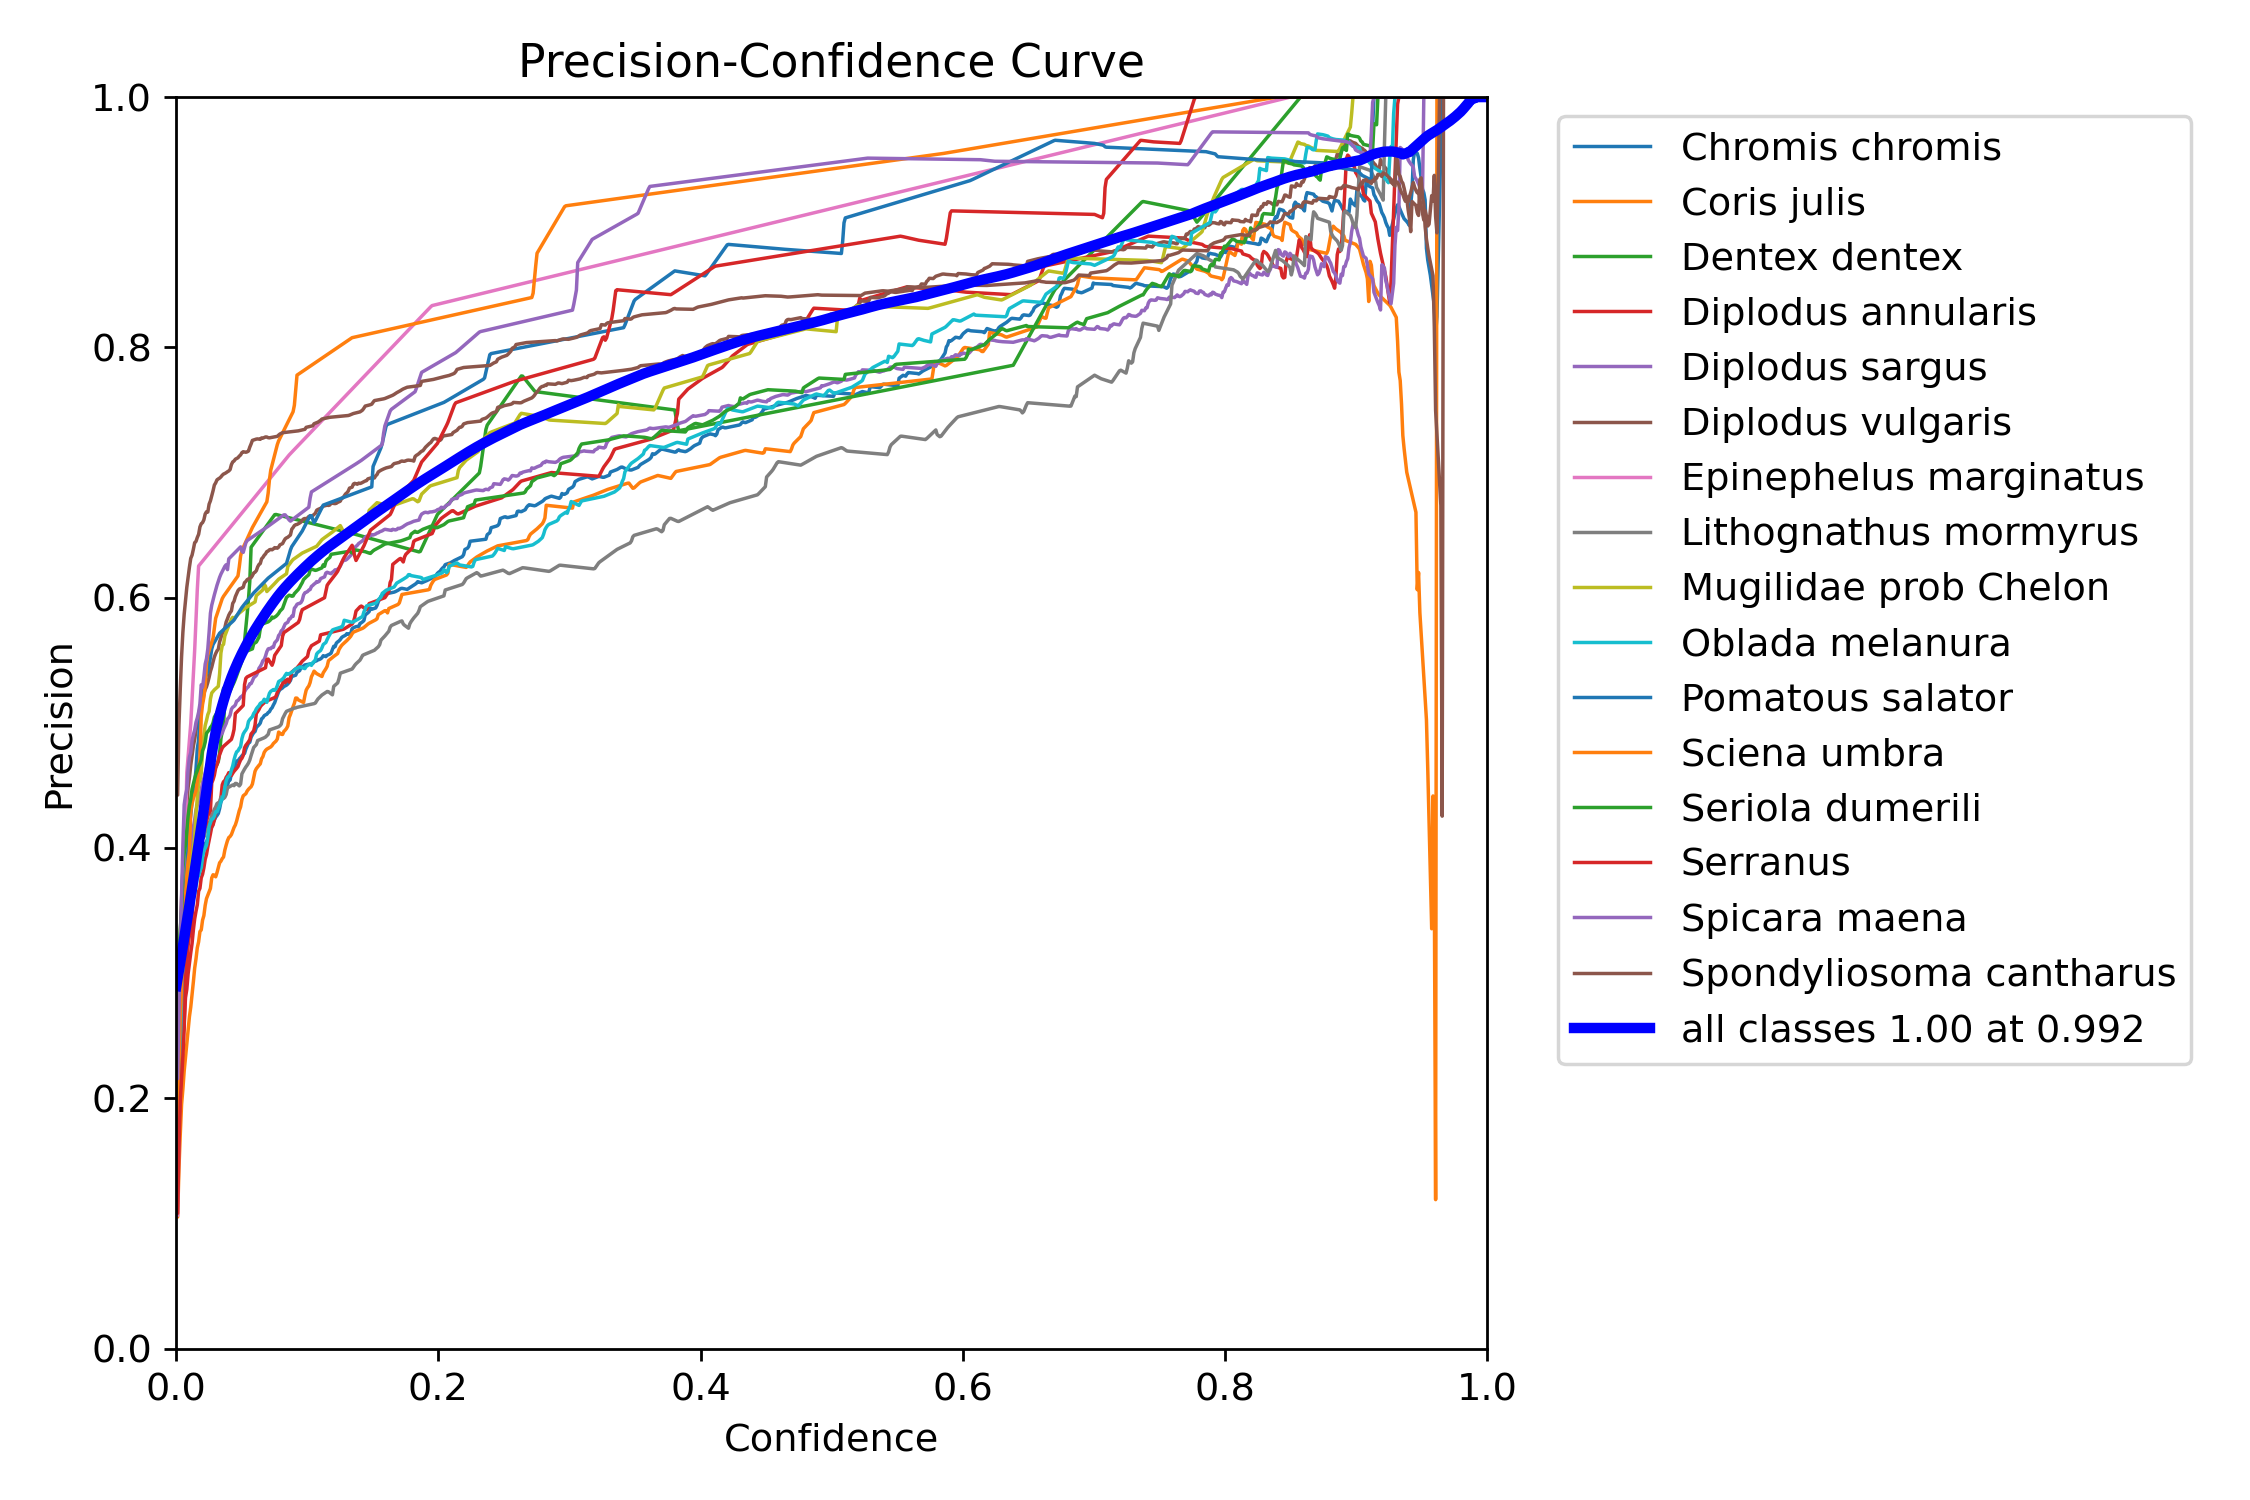 Precision-Confidence Curve
1.0
0.8
0.6
0.4
0.2
0.0
Precision
0.0 0.2 0.4 0.6 0.8 1.0
Confidence
Chromis chromis
Coris julis
Dentex dentex
Diplodus annularis
Diplodus sargus
Diplodus vulgaris
Epinephelus marginatus
Lithognathus mormyrus
Mugilidae prob Chelon
Oblada melanura
Pomatous salator
Sciena umbra
Seriola dumerili
Serranus
Spicara maena
Spondyliosoma cantharus
all classes 1.00 at 0.992